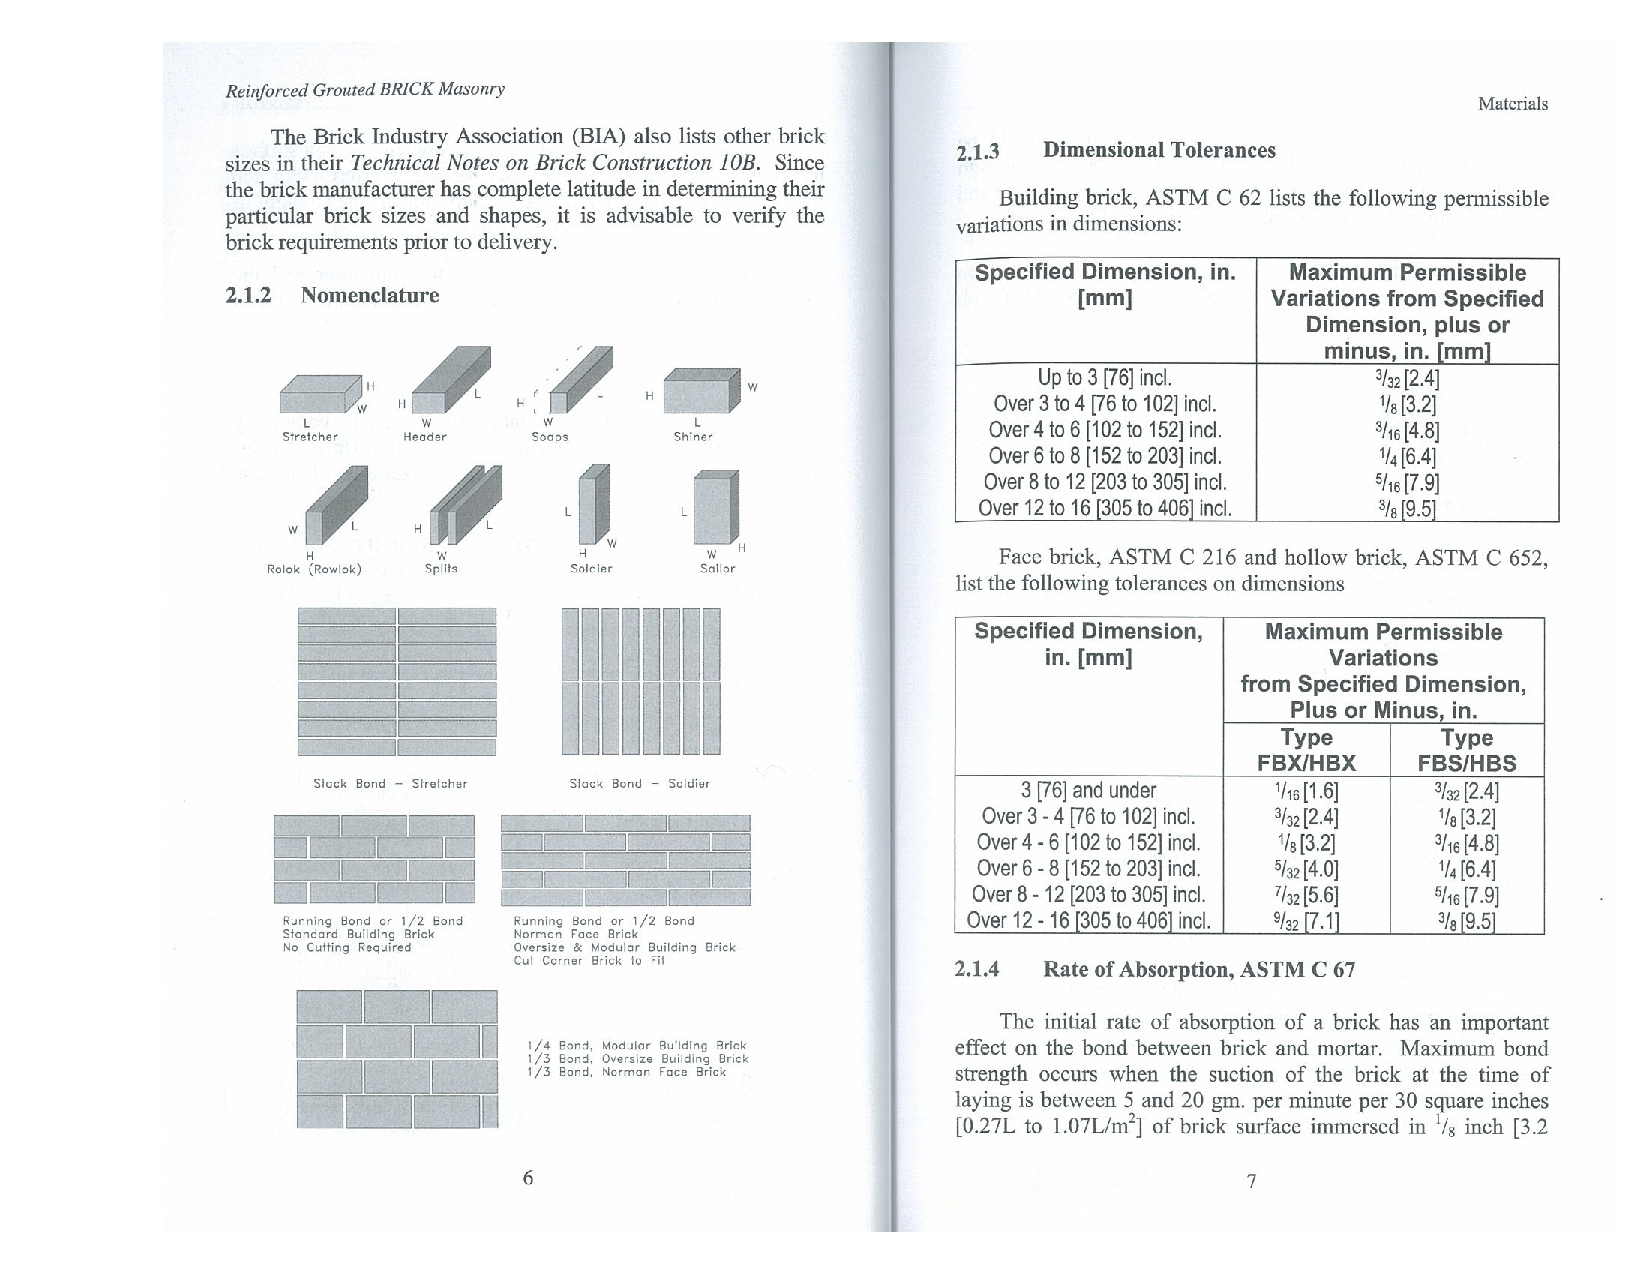 Reinforced Grouted BRICK Masonry
The Brick Industry Association (BIA) also lists other brick
sizes in their Technical Notes on Brick Construction 10B. Since
the brick manufacturer has complete latitude in determining their
particular brick sizes and shapes, it is advisable to verify the
brick requirements prior to delivery.
2.1.2 Nomenclature
H
W
L
Stretcher
H
L
W
Header
H
W
Soaps
H
W
L
Shiner
W
L
H
Rolok (Rowlok)
H
L
W
Splits
L
W
H
Soldier
L
H
W
Sailor
Stack Bond – Stretcher
Stack Bond – Soldier
Running Bond or 1/2 Bond
Standard Building Brick
No Cutting Required
Running Bond or 1/2 Bond
Norman Face Brick
Oversize & Modular Building Brick
Cut Corner Brick to Fit
1/4 Bond, Modular Building Brick
1/3 Bond, Oversize Building Brick
1/3 Bond, Norman Face Brick
6
Materials
2.1.3 Dimensional Tolerances
Building brick, ASTM C 62 lists the following permissible
variations in dimensions:
Specified Dimension, in.
[mm]
Maximum Permissible
Variations from Specified
Dimension, plus or
minus, in. [mm]
Up to 3 [76] incl. 3/32 [2.4]
Over 3 to 4 [76 to 102] incl. 1/8 [3.2]
Over 4 to 6 [102 to 152] incl. 3/16 [4.8]
Over 6 to 8 [152 to 203] incl. 1/4 [6.4]
Over 8 to 12 [203 to 305] incl. 5/16 [7.9]
Over 12 to 16 [305 to 406] incl. 3/8 [9.5]
Face brick, ASTM C 216 and hollow brick, ASTM C 652,
list the following tolerances on dimensions
Specified Dimension,
in. [mm]
Maximum Permissible
Variations
from Specified Dimension,
Plus or Minus, in.
Type
FBX/HBX
Type
FBS/HBS
3 [76] and under 1/16 [1.6] 3/32 [2.4]
Over 3 - 4 [76 to 102] incl. 3/32 [2.4] 1/8 [3.2]
Over 4 - 6 [102 to 152] incl. 1/8 [3.2] 3/16 [4.8]
Over 6 - 8 [152 to 203] incl. 5/32 [4.0] 1/4 [6.4]
Over 8 - 12 [203 to 305] incl. 7/32 [5.6] 5/16 [7.9]
Over 12 - 16 [305 to 406] incl. 9/32 [7.1] 3/8 [9.5]
2.1.4 Rate of Absorption, ASTM C 67
The initial rate of absorption of a brick has an important
effect on the bond between brick and mortar. Maximum bond
strength occurs when the suction of the brick at the time of
laying is between 5 and 20 gm. per minute per 30 square inches
[0.27L to 1.07L/m²] of brick surface immersed in 1/8 inch [3.2
7